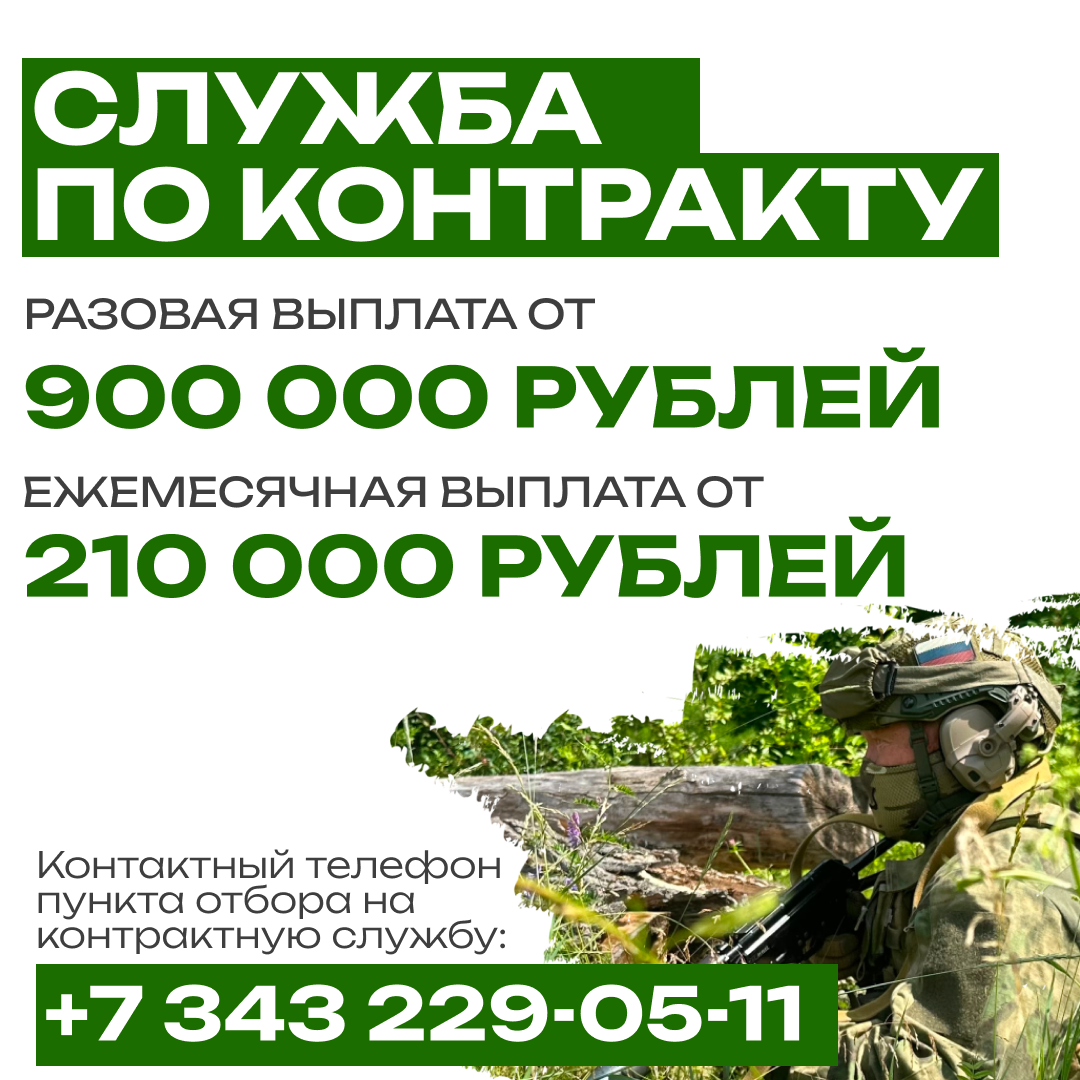 СЛУЖБА
ПО КОНТРАКТУ
РАЗОВАЯ ВЫПЛАТА ОТ
900 000 РУБЛЕЙ
ЕЖЕМЕСЯЧНАЯ ВЫПЛАТА ОТ
210 000 РУБЛЕЙ
Контактный телефон
пункта отбора на
контрактную службу:
+7 343 229-05-11